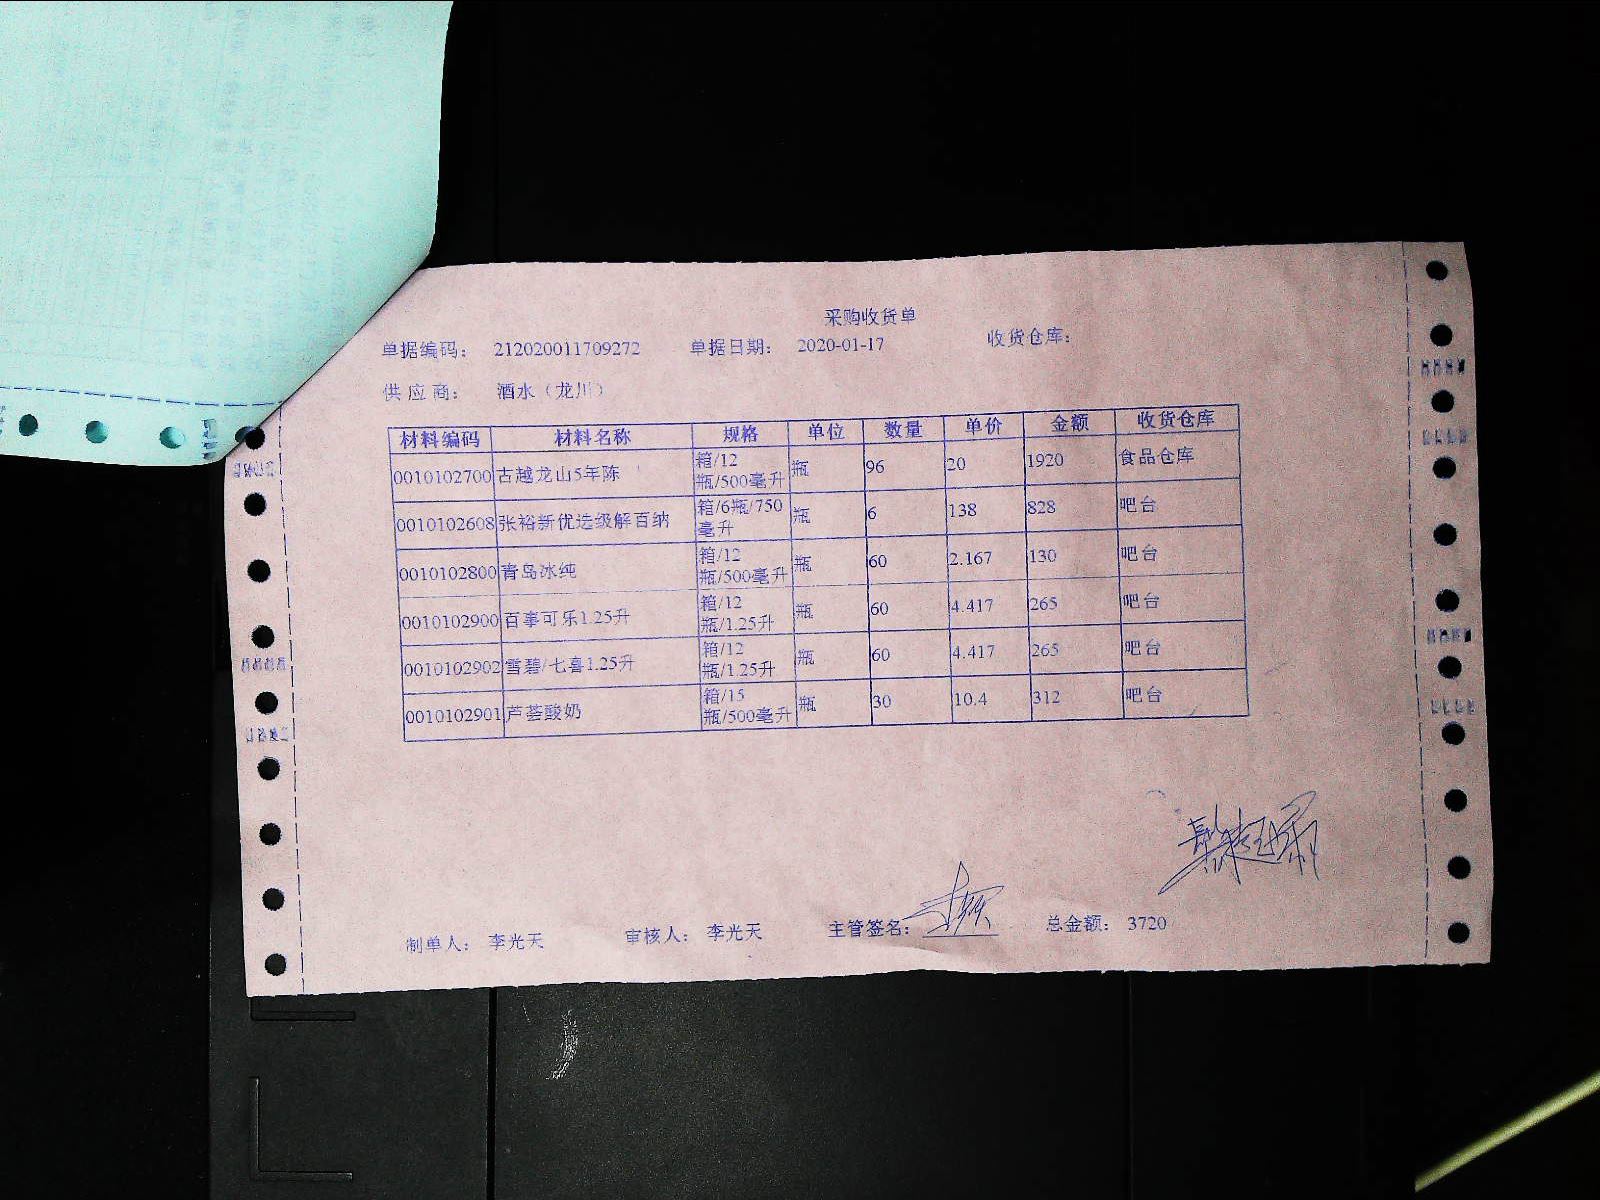 采购收货单
单据编码： 212020011709272 单据日期： 2020-01-17 收货仓库：
供应商： 酒水（龙川）
材料编码 材料名称 规格 单位 数量 单价 金额 收货仓库
0010102700 古越龙山5年陈 箱/12瓶/500毫升 瓶 96 20 1920 食品仓库
0010102608 张裕新优选级解百纳 箱/6瓶/750毫升 瓶 6 138 828 吧台
0010102800 青岛冰纯 箱/12瓶/500毫升 瓶 60 2.167 130 吧台
0010102900 百事可乐1.25升 箱/12瓶/1.25升 瓶 60 4.417 265 吧台
0010102902 雪碧/七喜1.25升 箱/12瓶/1.25升 瓶 60 4.417 265 吧台
0010102901 芦荟酸奶 箱/15瓶/500毫升 瓶 30 10.4 312 吧台
制单人： 李光天 审核人： 李光天 主管签名： 总金额： 3720